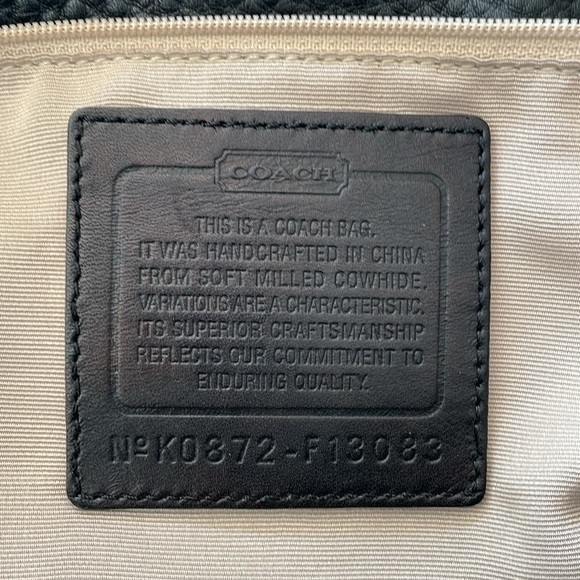 COACH
THIS IS A COACH BAG.
IT WAS HANDCRAFTED IN CHINA
FROM SOFT MILLED COWHIDE.
VARIATIONS ARE A CHARACTERISTIC.
ITS SUPERIOR CRAFTSMANSHIP
REFLECTS OUR COMMITMENT TO
ENDURING QUALITY.
Nº K0872-F13083